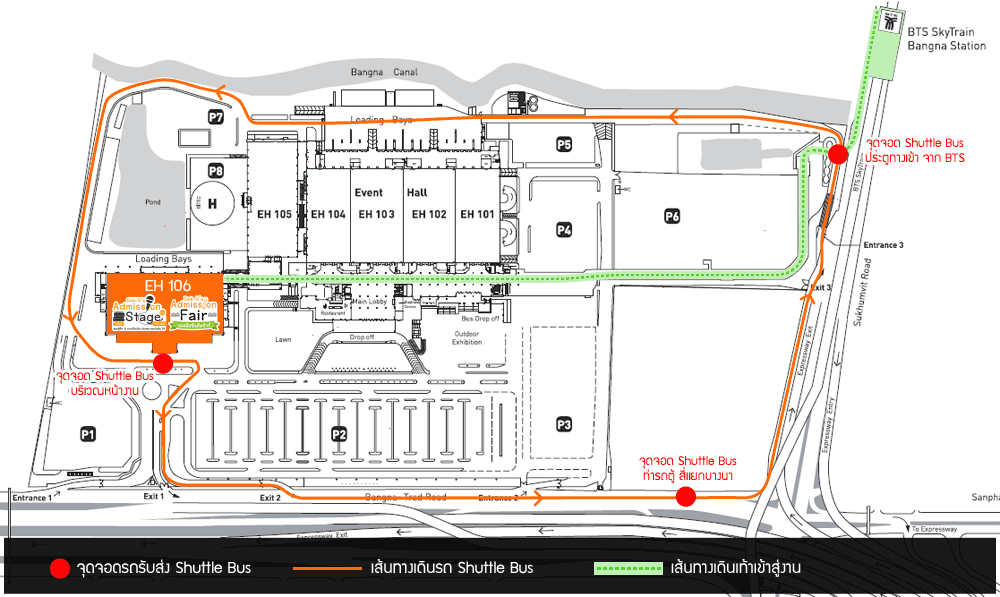 BTS SkyTrain
Bangna Station
Bangna Canal
Loading Bays
P7
P5
จุดจอด Shuttle Bus
ประตูทางเข้า จาก BTS
BTS SkyTrain
P8
Pond
H
Event Hall
EH 105
EH 104
EH 103
EH 102
EH 101
P4
P6
Entrance 3
Sukhumvit Road
Loading Bays
EH 106
Admission
Stage
Admission
Fair
Exit 3
Main Lobby
Restaurant
Bus Drop off
Drop off
Lawn
Outdoor
Exhibition
Expressway Exit
Expressway Entry
จุดจอด Shuttle Bus
บริเวณหน้างาน
P1
P2
P3
จุดจอด Shuttle Bus
ท่ารถตู้ สี่แยกบางนา
Entrance 1
Exit 1
Exit 2
Bangna - Trad Road
Entrance 2
Sanpha
To Expressway
Expressway Exit
จุดจอดรถรับส่ง Shuttle Bus
เส้นทางเดินรถ Shuttle Bus
เส้นทางเดินเท้าเข้าสู่งาน